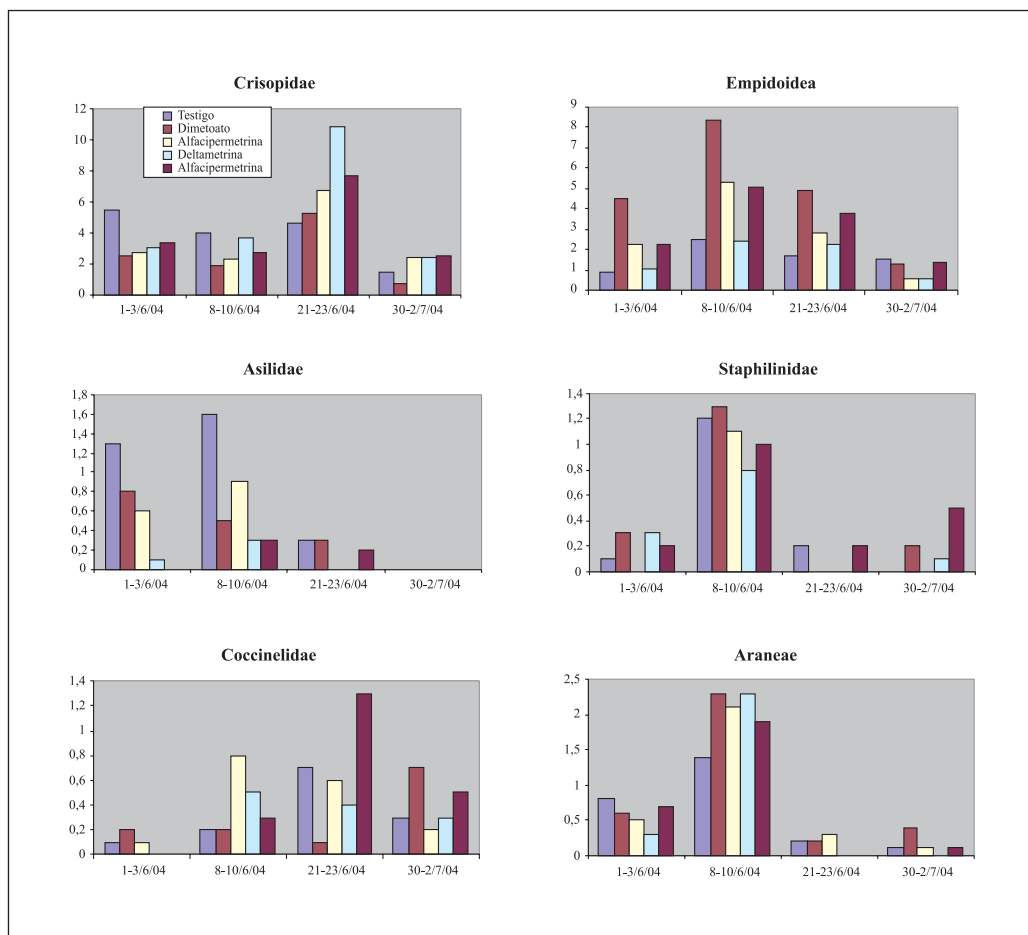 Crisopidae
12
10
8
6
4
2
0
Testigo
Dimetoato
Alfacipermetrina
Deltametrina
Alfacipermetrina
1-3/6/04 8-10/6/04 21-23/6/04 30-2/7/04
Empidoidea
9
8
7
6
5
4
3
2
1
0
1-3/6/04 8-10/6/04 21-23/6/04 30-2/7/04
Asilidae
1,8
1,6
1,4
1,2
1
0,8
0,6
0,4
0,2
0
1-3/6/04 8-10/6/04 21-23/6/04 30-2/7/04
Staphilinidae
1,4
1,2
1
0,8
0,6
0,4
0,2
0
1-3/6/04 8-10/6/04 21-23/6/04 30-2/7/04
Coccinelidae
1,4
1,2
1
0,8
0,6
0,4
0,2
0
1-3/6/04 8-10/6/04 21-23/6/04 30-2/7/04
Araneae
2,5
2
1,5
1
0,5
0
1-3/6/04 8-10/6/04 21-23/6/04 30-2/7/04